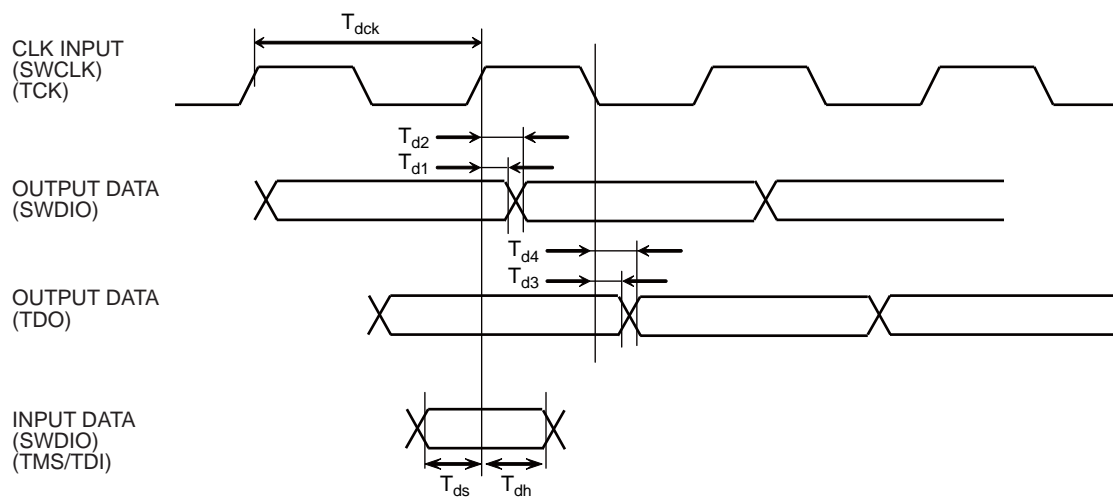 T_dck
CLK INPUT
(SWCLK)
(TCK)
T_d2
T_d1
OUTPUT DATA
(SWDIO)
T_d4
T_d3
OUTPUT DATA
(TDO)
INPUT DATA
(SWDIO)
(TMS/TDI)
T_ds T_dh